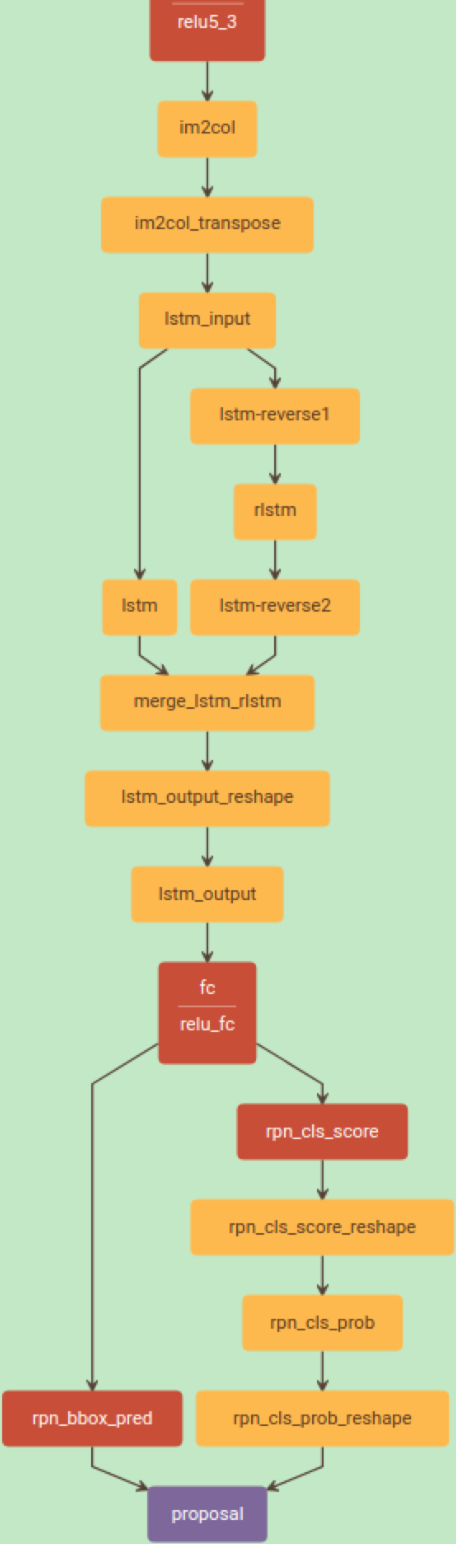 relu5_3
im2col
im2col_transpose
lstm_input
lstm-reverse1
rlstm
lstm
lstm-reverse2
merge_lstm_rlstm
lstm_output_reshape
lstm_output
fc
relu_fc
rpn_cls_score
rpn_cls_score_reshape
rpn_cls_prob
rpn_bbox_pred
rpn_cls_prob_reshape
proposal